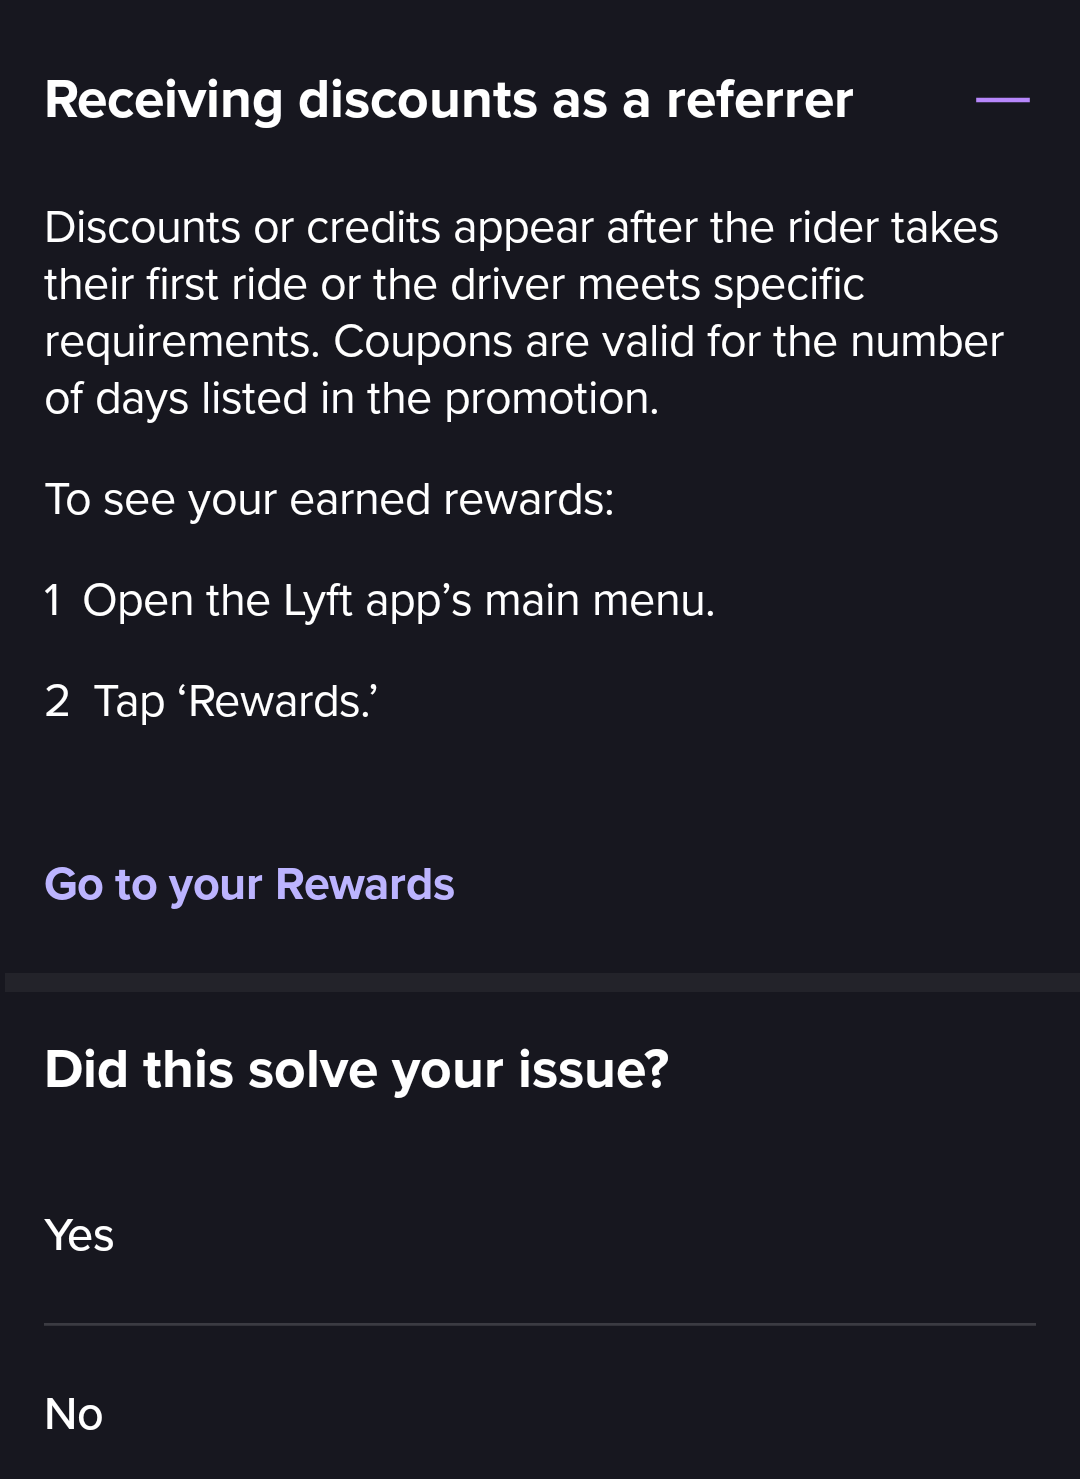 Receiving discounts as a referrer
Discounts or credits appear after the rider takes
their first ride or the driver meets specific
requirements. Coupons are valid for the number
of days listed in the promotion.
To see your earned rewards:
1 Open the Lyft app’s main menu.
2 Tap ‘Rewards.’
Go to your Rewards
Did this solve your issue?
Yes
No